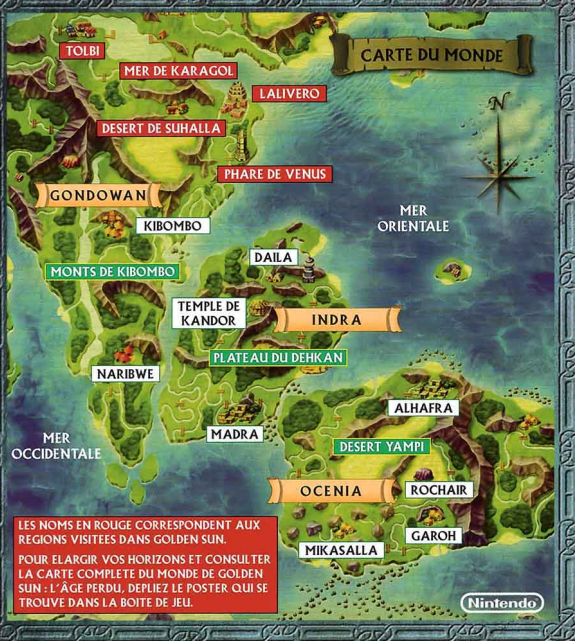 TOLBI
CARTE DU MONDE
MER DE KARAGOL
LALIVERO
N
DESERT DE SUHALLA
PHARE DE VENUS
GONDOWAN
KIBOMBO
MER
ORIENTALE
DAILA
MONTS DE KIBOMBO
TEMPLE DE
KANDOR
INDRA
PLATEAU DU DEHKAN
NARIBWE
ALHAFRA
MADRA
MER
OCCIDENTALE
DESERT YAMPI
OCENIA
ROCHAIR
GAROH
MIKASALLA
LES NOMS EN ROUGE CORRESPONDENT AUX
REGIONS VISITEES DANS GOLDEN SUN.
POUR ELARGIR VOS HORIZONS ET CONSULTER
LA CARTE COMPLETE DU MONDE DE GOLDEN
SUN : L'ÂGE PERDU, DEPLIEZ LE POSTER QUI SE
TROUVE DANS LA BOITE DE JEU.
Nintendo